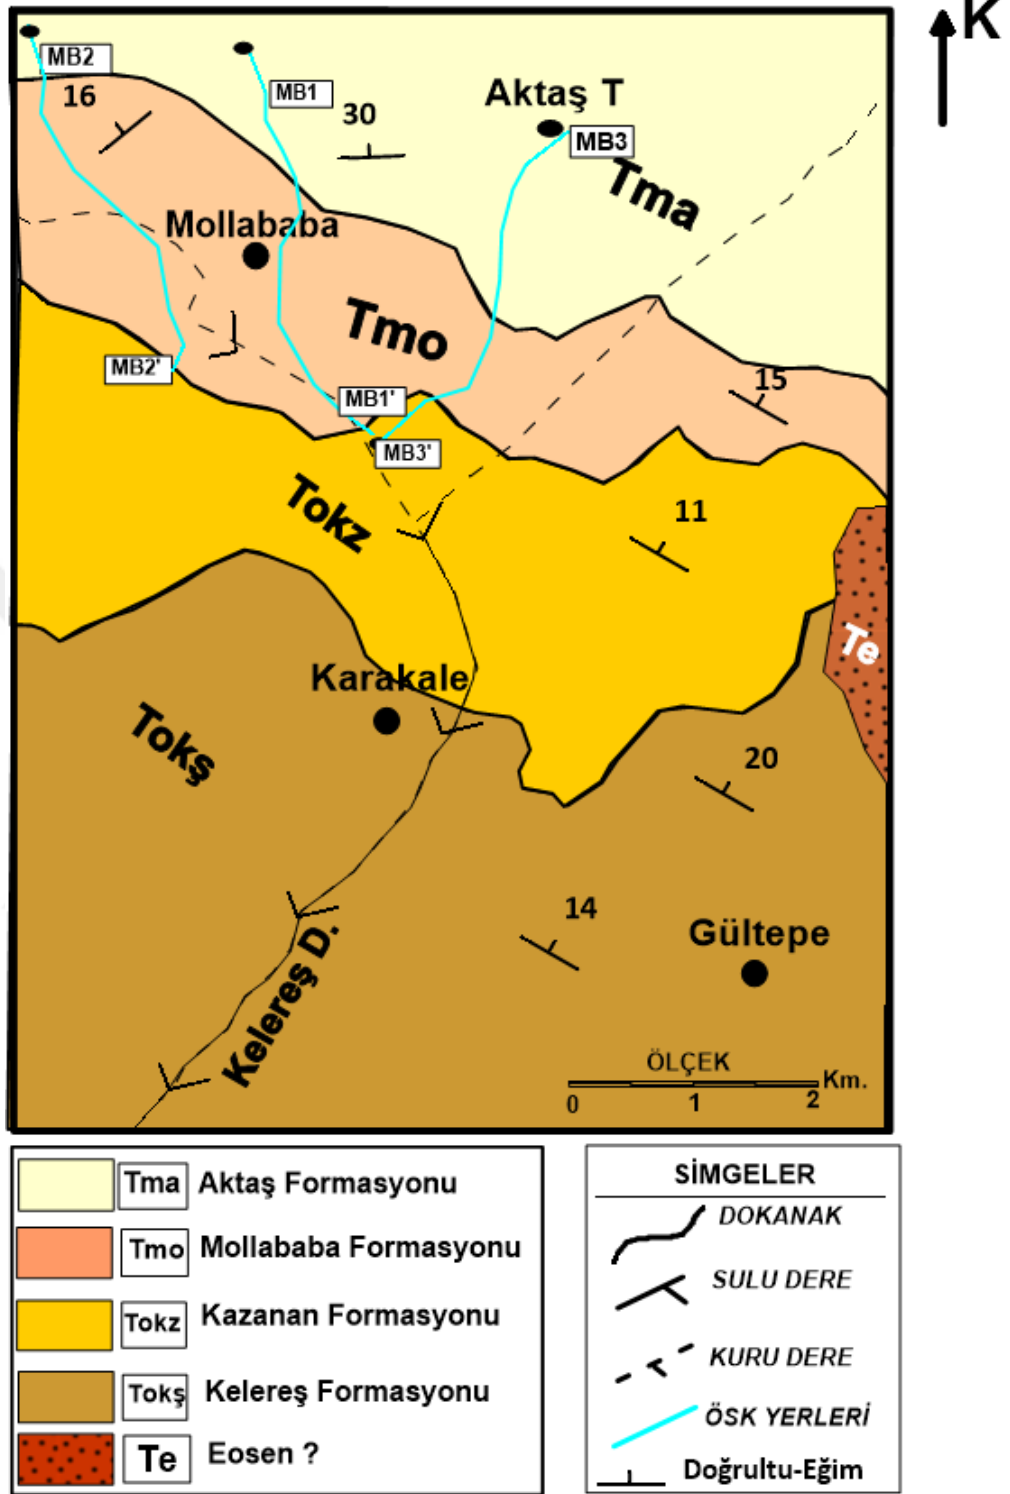 K
MB2
16
MB1
30
Aktaş T
MB3
Tma
Mollababa
Tmo
MB2'
MB1'
15
MB3'
Tokz
11
Te
Karakale
Tokş
20
14
Gültepe
Kelereş D.
ÖLÇEK
Km.
0 1 2
Tma Aktaş Formasyonu
Tmo Mollababa Formasyonu
Tokz Kazanan Formasyonu
Tokş Kelereş Formasyonu
Te Eosen ?
SİMGELER
DOKANAK
SULU DERE
KURU DERE
ÖSK YERLERİ
Doğrultu-Eğim